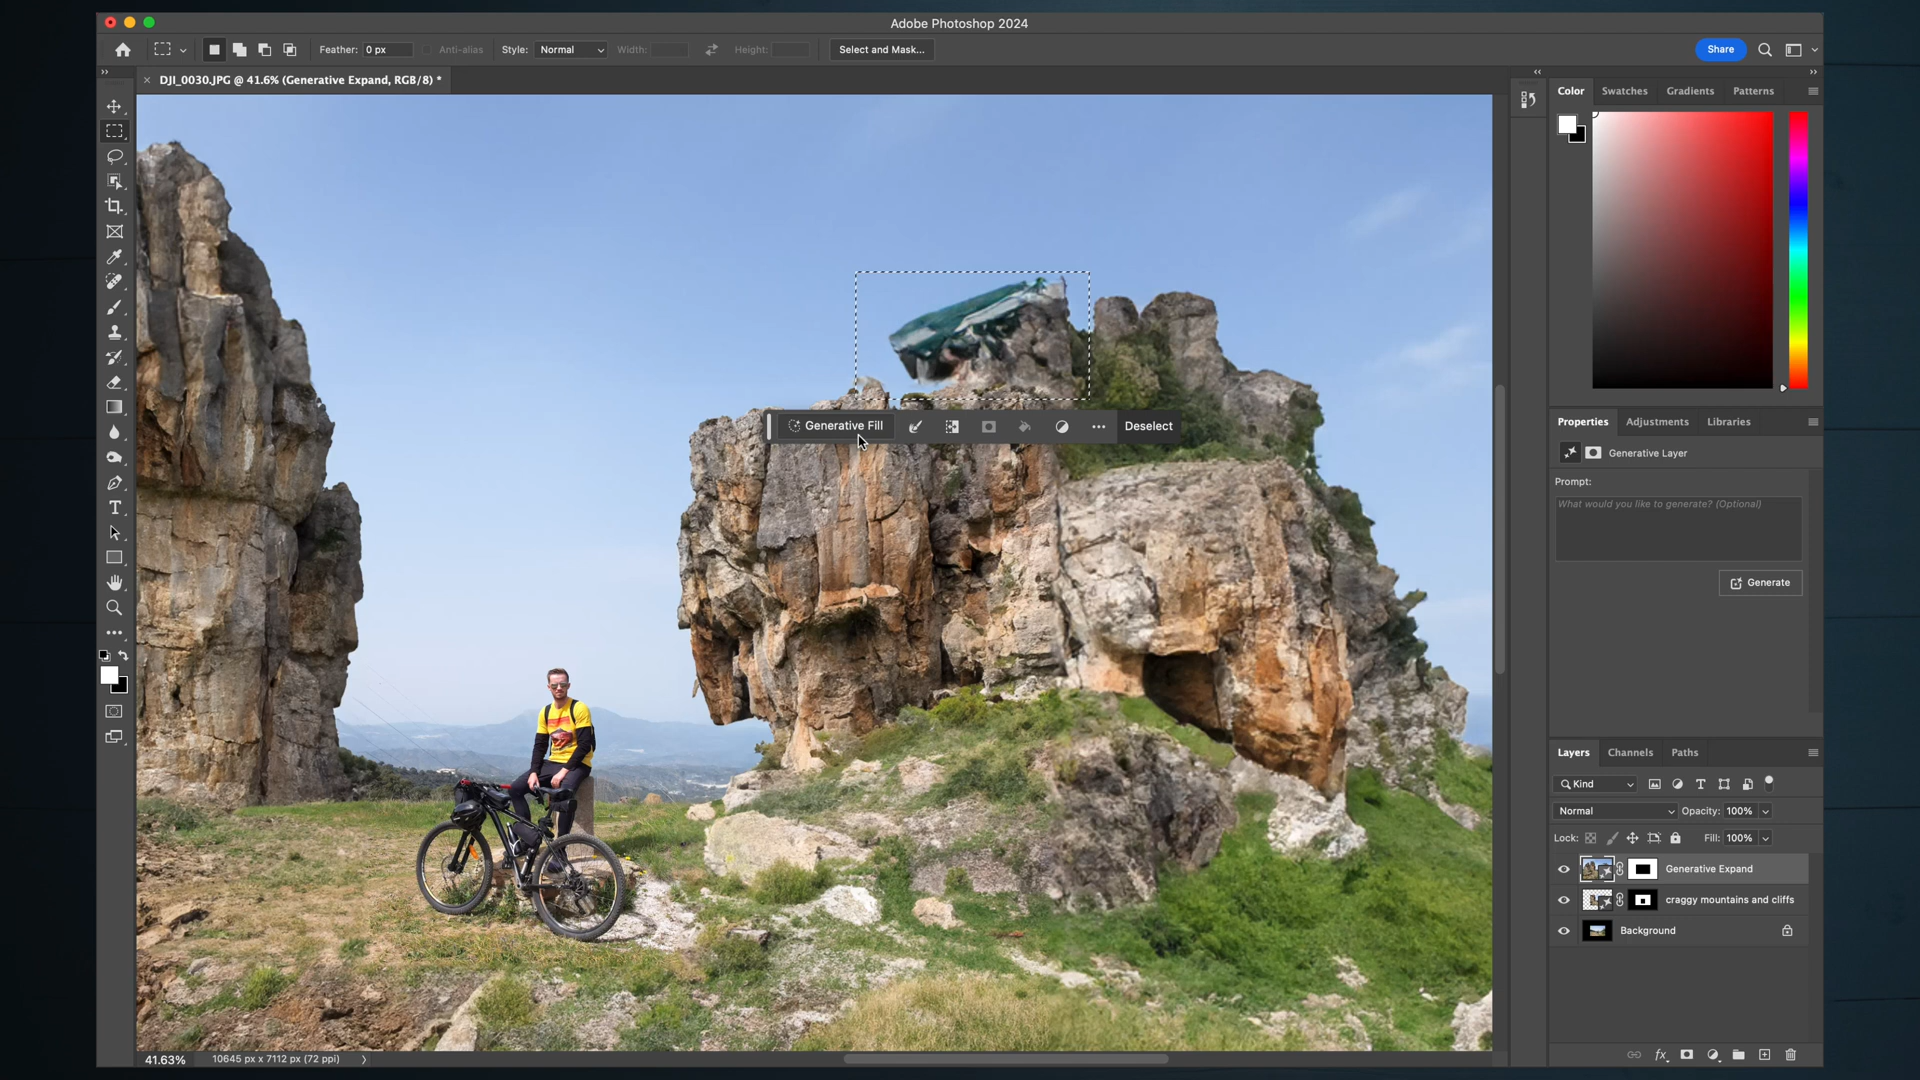 Adobe Photoshop 2024
Feather: 0 px
Anti-alias
Style: Normal
Width:
Height:
Select and Mask...
Share
DJI_0030.JPG @ 41.6% (Generative Expand, RGB/8) *
Color
Swatches
Gradients
Patterns
Generative Fill
Deselect
Properties
Adjustments
Libraries
Generative Layer
Prompt:
What would you like to generate? (Optional)
Generate
Layers
Channels
Paths
Kind
Normal
Opacity: 100%
Lock:
Fill: 100%
Generative Expand
craggy mountains and cliffs
Background
fx
41.63%
10645 px x 7112 px (72 ppi)